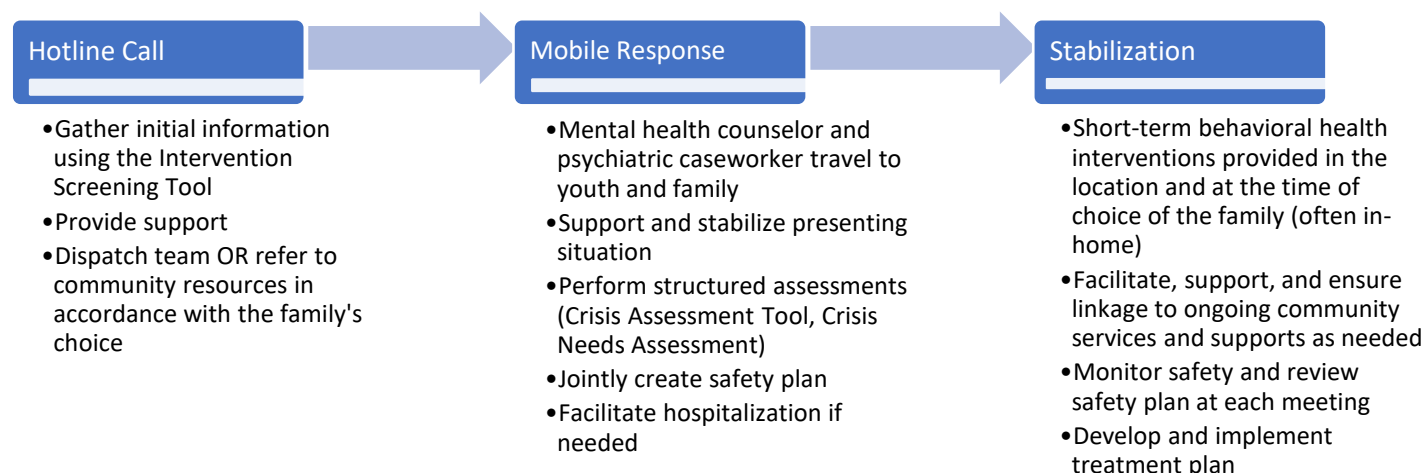 Hotline Call
•Gather initial information
using the Intervention
Screening Tool
•Provide support
•Dispatch team OR refer to
community resources in
accordance with the family's
choice
Mobile Response
•Mental health counselor and
psychiatric caseworker travel to
youth and family
•Support and stabilize presenting
situation
•Perform structured assessments
(Crisis Assessment Tool, Crisis
Needs Assessment)
•Jointly create safety plan
•Facilitate hospitalization if
needed
Stabilization
•Short-term behavioral health
interventions provided in the
location and at the time of
choice of the family (often in-
home)
•Facilitate, support, and ensure
linkage to ongoing community
services and supports as needed
•Monitor safety and review
safety plan at each meeting
•Develop and implement
treatment plan